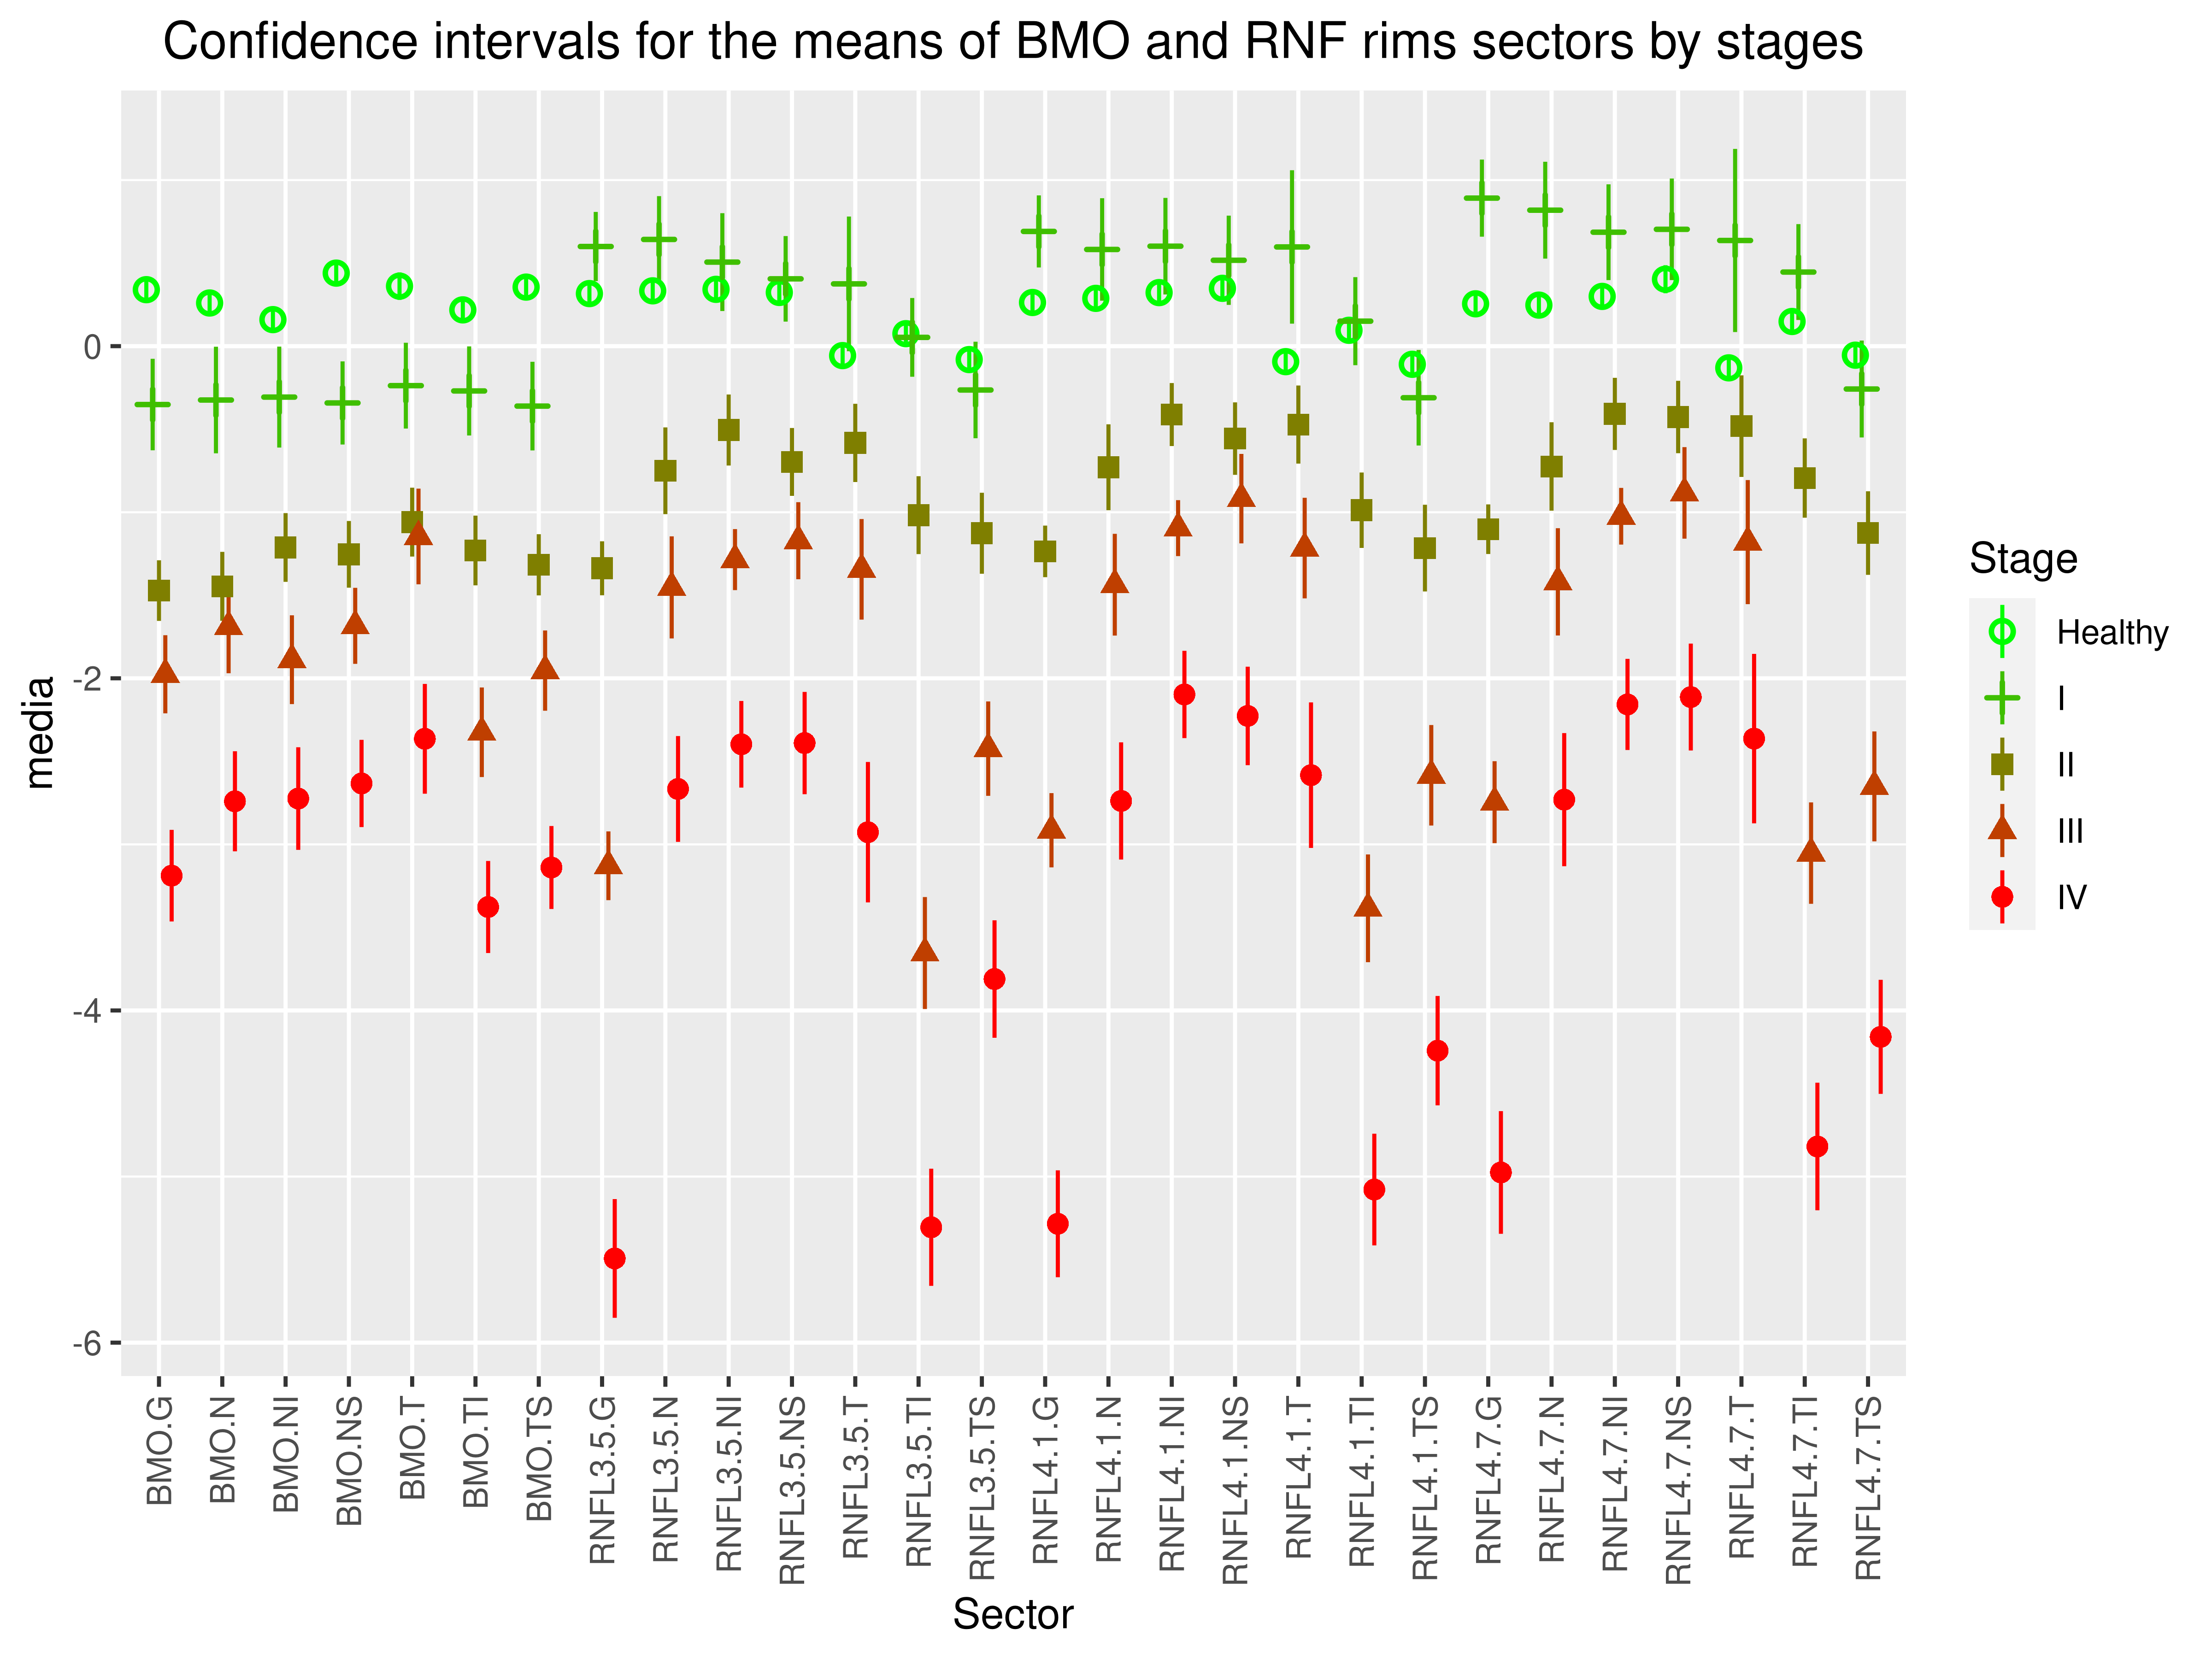 Confidence intervals for the means of BMO and RNF rims sectors by stages
media
0
-2
-4
-6
BMO.G
BMO.N
BMO.NI
BMO.NS
BMO.T
BMO.TI
BMO.TS
RNFL3.5.G
RNFL3.5.N
RNFL3.5.NI
RNFL3.5.NS
RNFL3.5.T
RNFL3.5.TI
RNFL3.5.TS
RNFL4.1.G
RNFL4.1.N
RNFL4.1.NI
RNFL4.1.NS
RNFL4.1.T
RNFL4.1.TI
RNFL4.1.TS
RNFL4.7.G
RNFL4.7.N
RNFL4.7.NI
RNFL4.7.NS
RNFL4.7.T
RNFL4.7.TI
RNFL4.7.TS
Sector
Stage
Healthy
I
II
III
IV